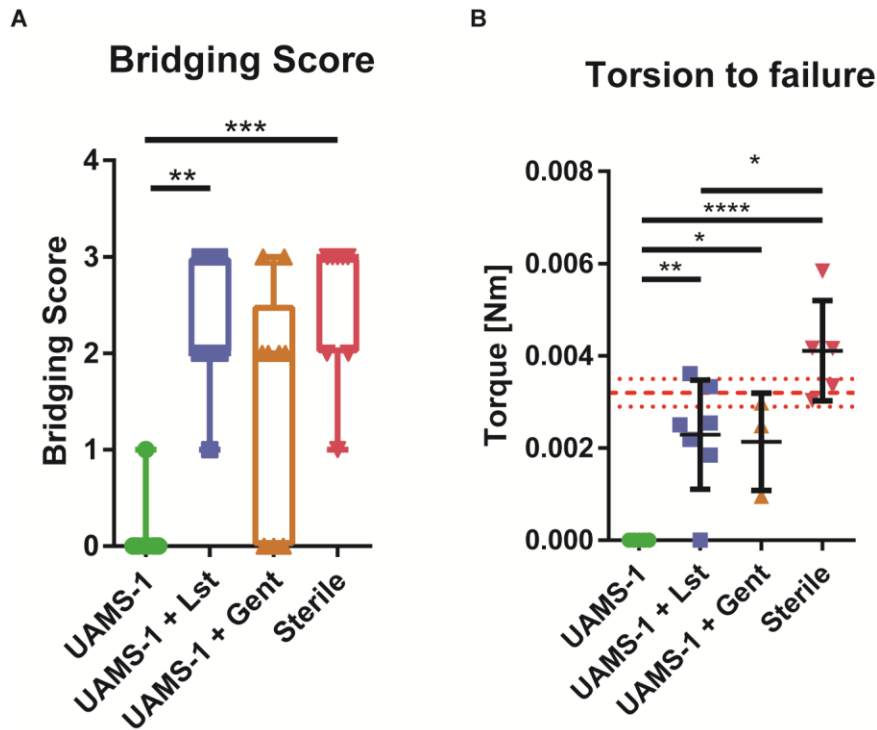 A
Bridging Score
Bridging Score
4
3
2
1
0
***
**
UAMS-1
UAMS-1 + Lst
UAMS-1 + Gent
Sterile
B
Torsion to failure
Torque [Nm]
0.008
0.006
0.004
0.002
0.000
*
****
*
**
UAMS-1
UAMS-1 + Lst
UAMS-1 + Gent
Sterile